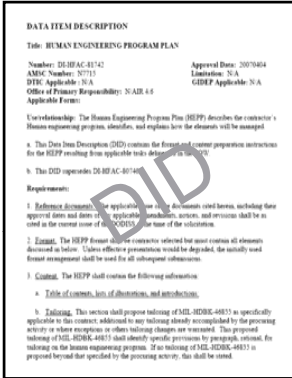 DATA ITEM DESCRIPTION
Title: HUMAN ENGINEERING PROGRAM PLAN
Number: DI-HFAC-81742 Approval Date: 20070404
AMSC Number: N7715 Limitation: N/A
DTIC Applicable: N/A GIDEP Applicable: N/A
Office of Primary Responsibility: N/AIR 4.6
Applicable Forms:
Use/relationship: The Human Engineering Program Plan (HEPP) describes the contractor's
Human engineering program, identifies, and explains how the elements will be managed.
a. This Data Item Description (DID) contains the format and content preparation instructions
for the HEPP resulting from applicable tasks in the
b. This DID supersedes DI-HFAC-80740
Requirements:
1. Reference documents. The applicable issue of the documents cited herein, including their
approval dates and dates of applicable amendments, notices, and revisions shall be as
cited in the current issue of the DODISS at the time of the solicitation.
2. Format. The HEPP format shall be contractor selected but must contain all elements
discussed in below. Unless effective presentation would be degraded, the initially used
format arrangement shall be used for all subsequent submissions.
3. Content. The HEPP shall contain the following information:
a. Table of contents, lists of illustrations, and introductions.
b. Tailoring. This section shall propose tailoring of MIL-HDBK-46855 as specifically
applicable to this contract, additional to any tailoring already accomplished by the procuring
activity or where exceptions or others tailoring changes are warranted. This proposed
tailoring of MIL-HDBK-46855 shall identify specific provisions by paragraph, rational, for
tailoring on the human engineering program. If no tailoring of MIL-HDBK-46855 is
proposed beyond that specified by the procuring activity, this shall be stated.
DID